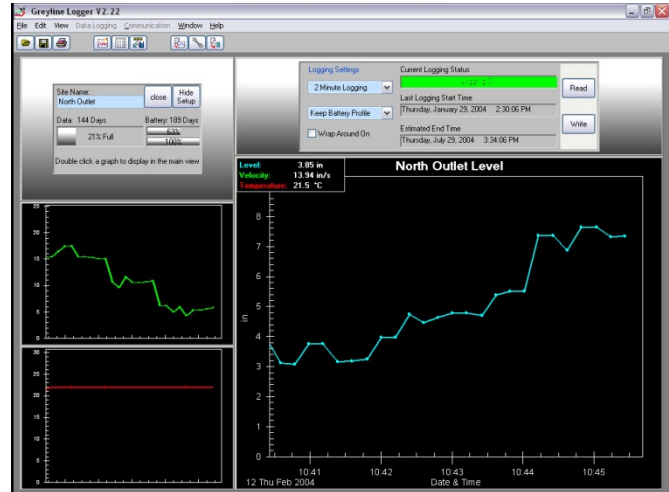 Greyline Logger V2.22
File Edit View Data Logging Communication Window Help
Site Name:
North Outlet
close
Hide Setup
Data: 144 Days Battery: 189 Days
21% Full
63%
100%
Double click a graph to display in the main view
Logging Settings
2 Minute Logging
Keep Battery Profile
Wrap Around On
Current Logging Status
Last Logging Start Time
Thursday, January 29, 2004 2:30:06 PM
Estimated End Time
Thursday, July 29, 2004 3:34:06 PM
Read
Write
Level: 3.85 in
Velocity: 13.94 in/s
Temperature: 21.5 °C
North Outlet Level
25
20
15
10
5
0
30
25
20
15
10
5
0
8
7
6
5
4
3
2
1
0
in
10:41 10:42 10:43 10:44 10:45
12 Thu Feb 2004 Date & Time